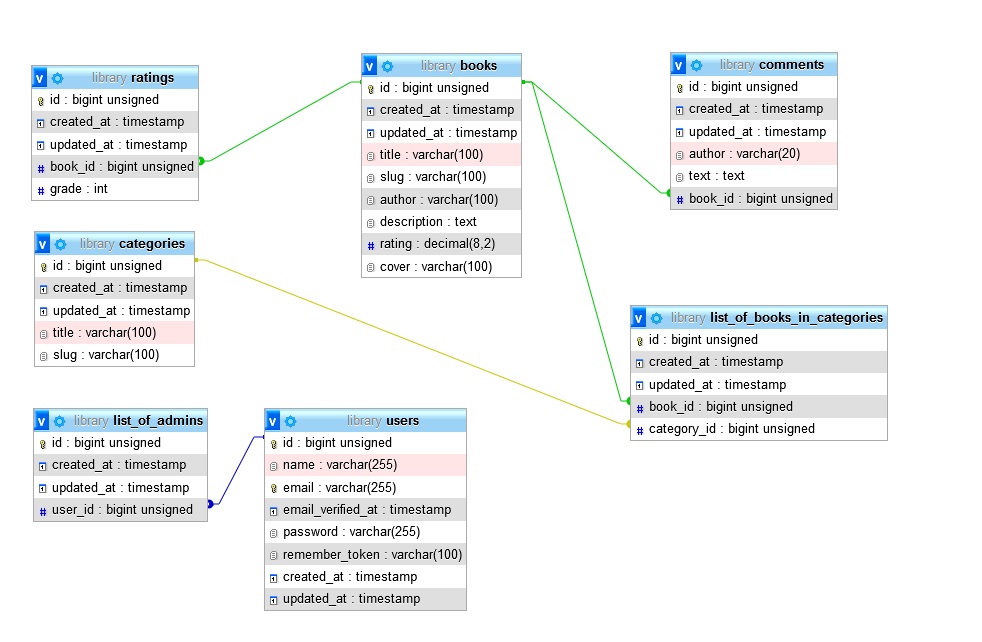 library ratings
id : bigint unsigned
created_at : timestamp
updated_at : timestamp
book_id : bigint unsigned
grade : int
library books
id : bigint unsigned
created_at : timestamp
updated_at : timestamp
title : varchar(100)
slug : varchar(100)
author : varchar(100)
description : text
rating : decimal(8,2)
cover : varchar(100)
library comments
id : bigint unsigned
created_at : timestamp
updated_at : timestamp
author : varchar(20)
text : text
book_id : bigint unsigned
library categories
id : bigint unsigned
created_at : timestamp
updated_at : timestamp
title : varchar(100)
slug : varchar(100)
library list_of_books_in_categories
id : bigint unsigned
created_at : timestamp
updated_at : timestamp
book_id : bigint unsigned
category_id : bigint unsigned
library list_of_admins
id : bigint unsigned
created_at : timestamp
updated_at : timestamp
user_id : bigint unsigned
library users
id : bigint unsigned
name : varchar(255)
email : varchar(255)
email_verified_at : timestamp
password : varchar(255)
remember_token : varchar(100)
created_at : timestamp
updated_at : timestamp